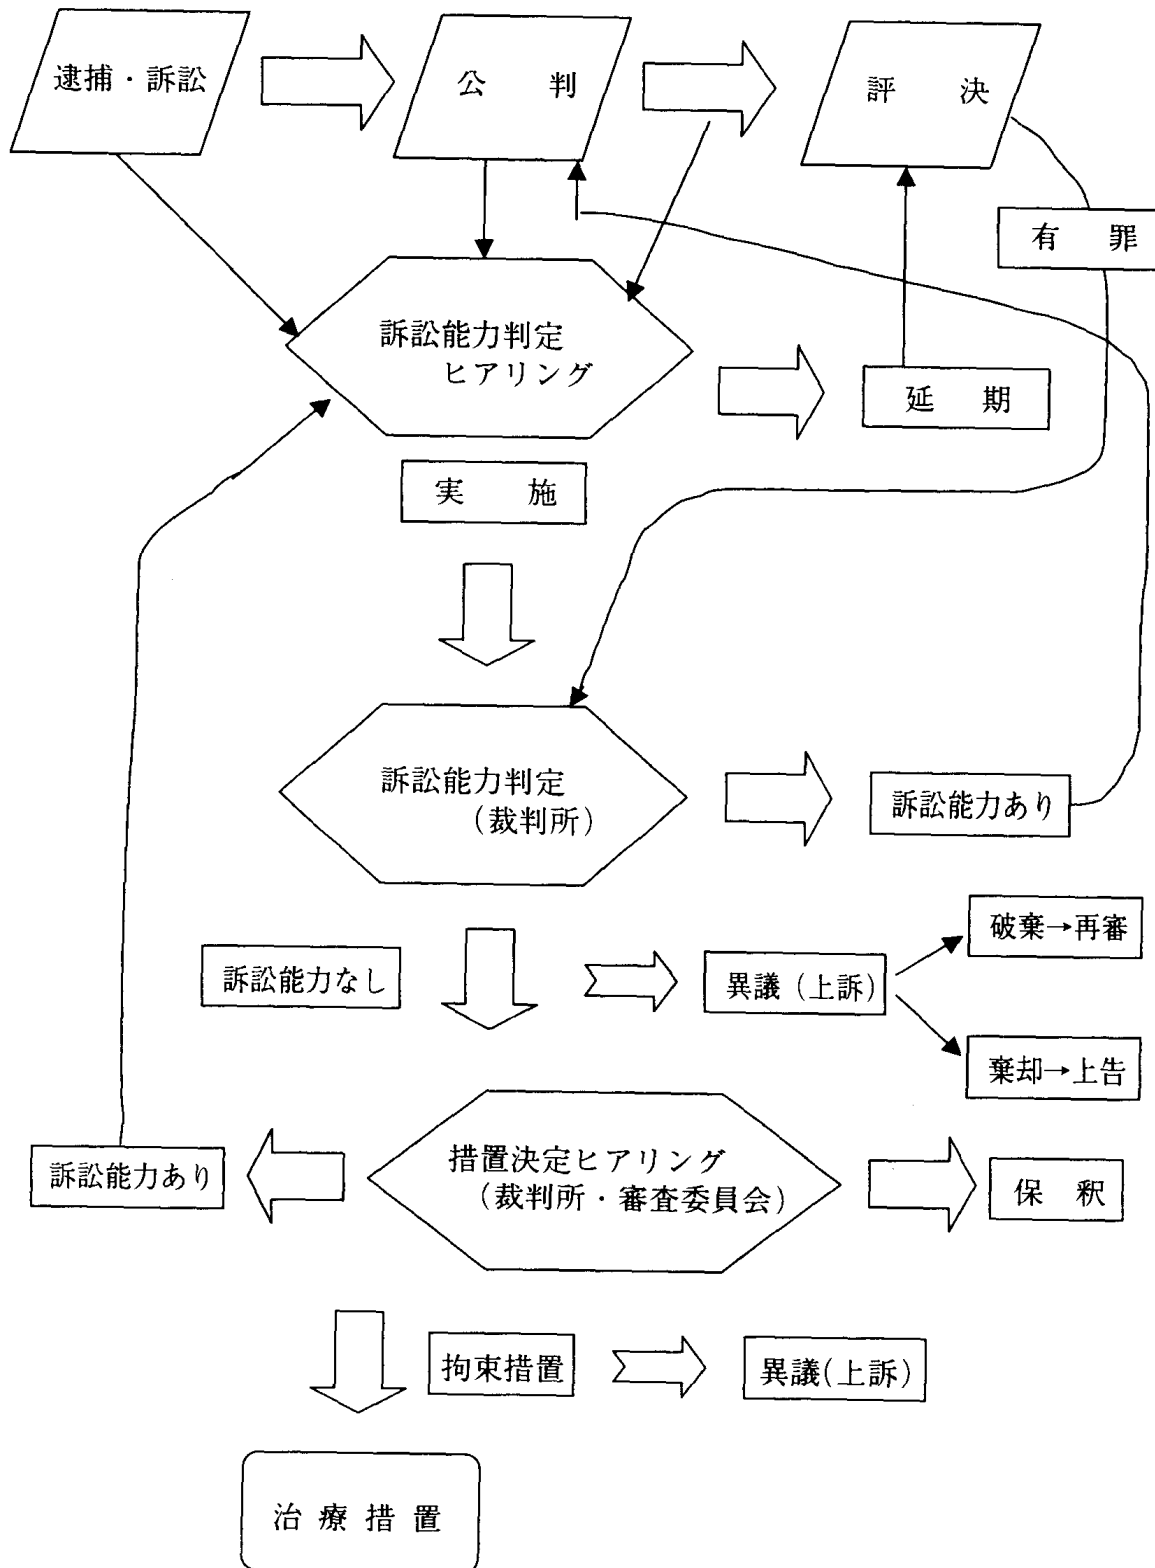 逮捕・訴訟
公判
評決
有罪
訴訟能力判定
ヒアリング
延期
実施
訴訟能力判定
(裁判所)
訴訟能力あり
訴訟能力なし
異議(上訴)
破棄→再審
棄却→上告
訴訟能力あり
措置決定ヒアリング
(裁判所・審査委員会)
保釈
拘束措置
異議(上訴)
治療措置